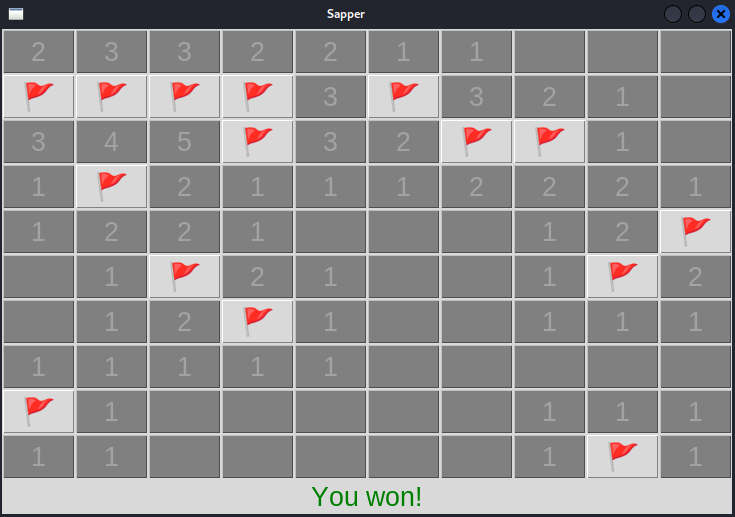 Sapper
2 3 3 2 2 1 1
3 3 2 1
3 4 5 3 2 1
1 2 1 1 1 2 2 2 1
1 2 2 1 1 2
1 2 1 1 2
1 2 1 1 1 1
1 1 1 1 1
1 1 1 1
1 1 1 1
You won!